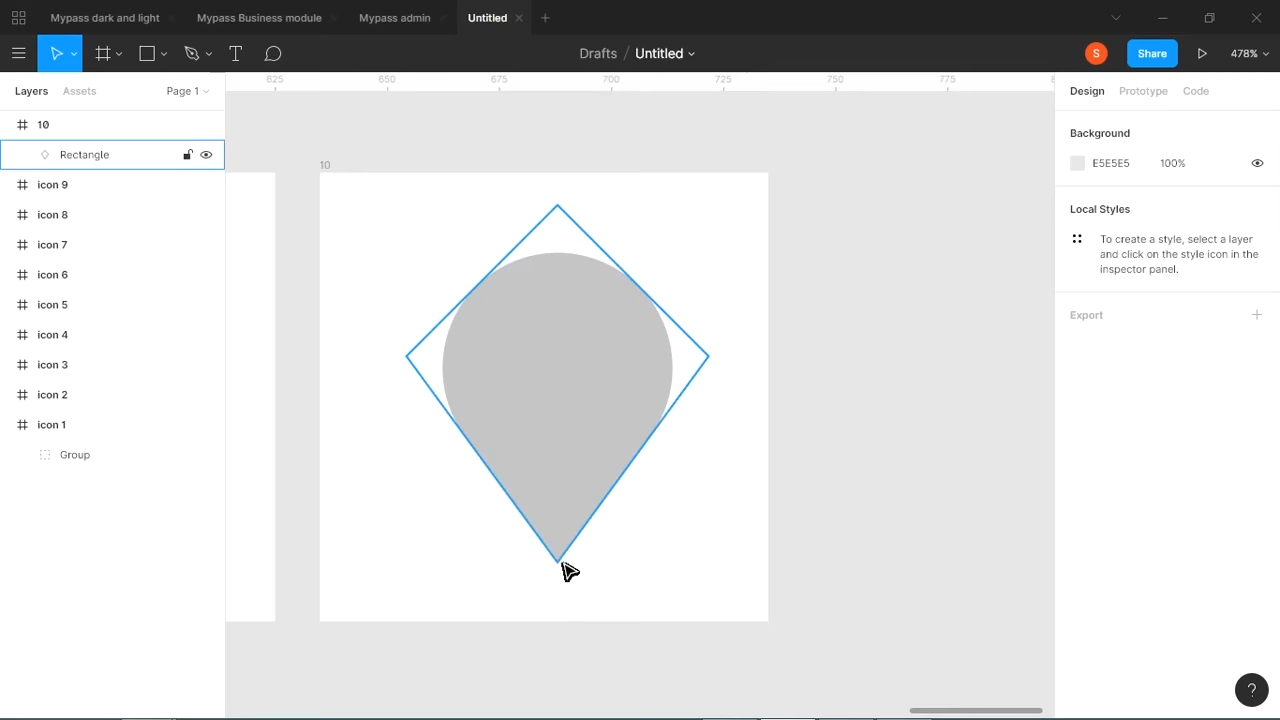 Mypass dark and light
Mypass Business module
Mypass admin
Untitled
Drafts / Untitled
S
Share
478%
Layers
Assets
Page 1
625
650
675
700
725
750
775
Design
Prototype
Code
10
Rectangle
icon 9
icon 8
icon 7
icon 6
icon 5
icon 4
icon 3
icon 2
icon 1
Group
10
Background
E5E5E5
100%
Local Styles
To create a style, select a layer
and click on the style icon in the
inspector panel.
Export
?